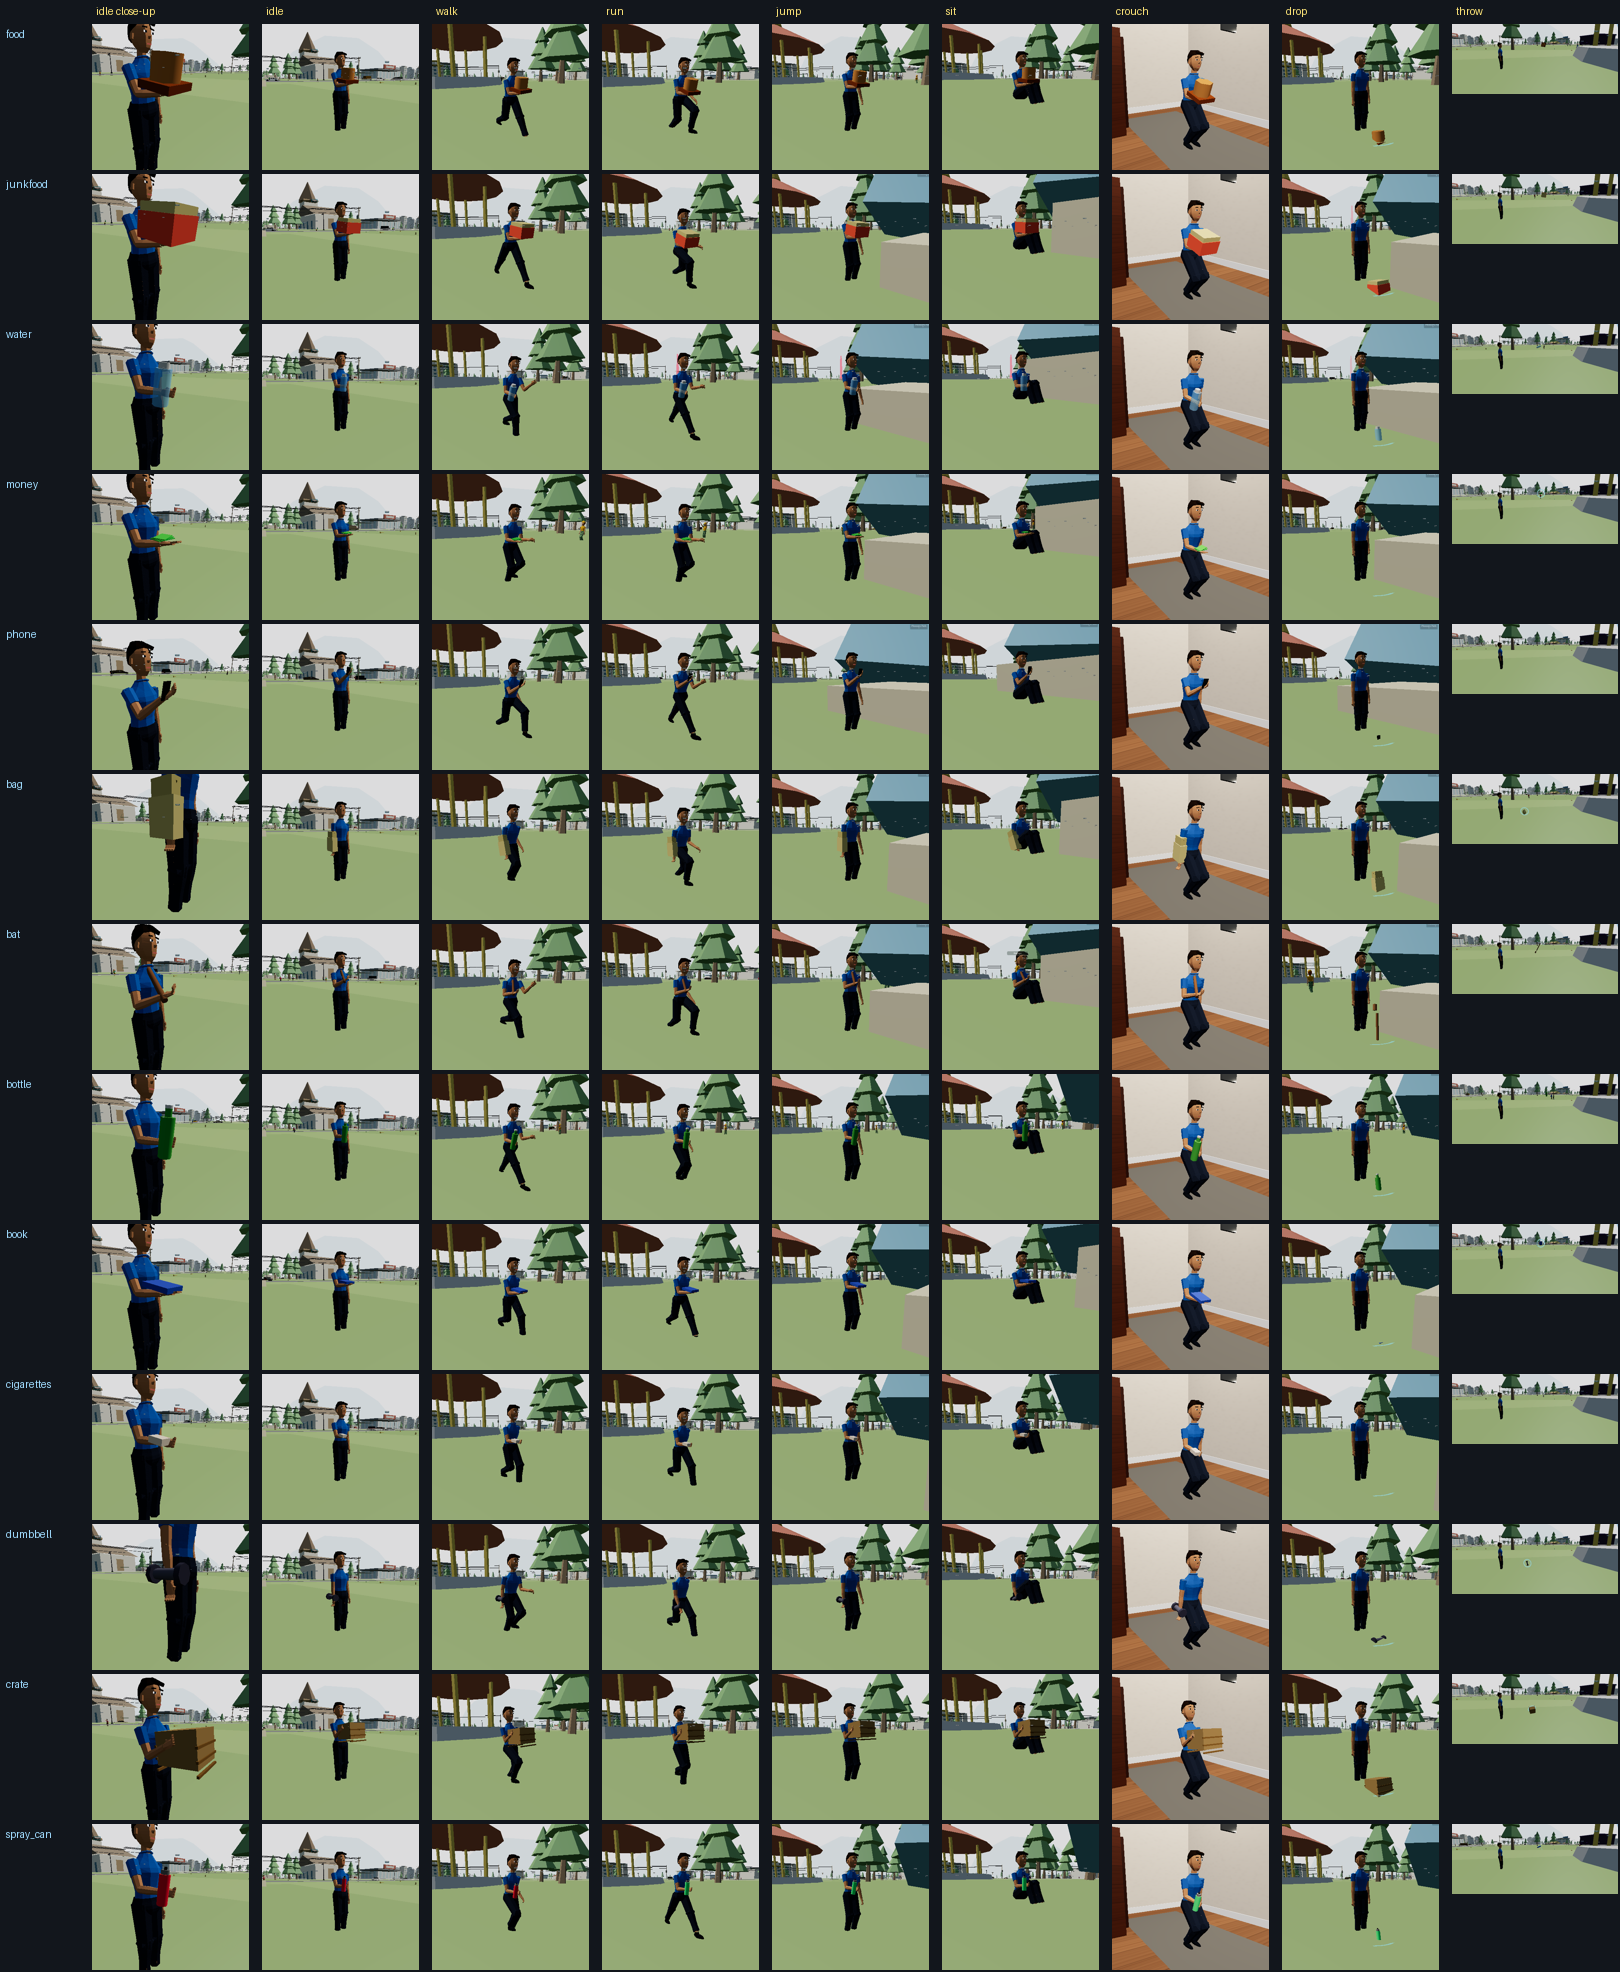 idle close-up idle walk run jump sit crouch drop throw
food
junkfood
water
money
phone
bag
bat
bottle
book
cigarettes
dumbbell
crate
spray_can